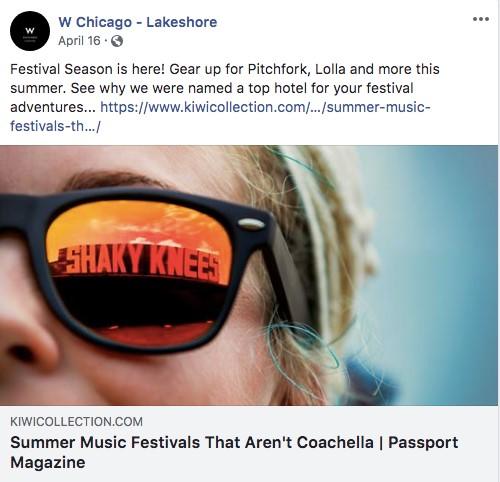 W Chicago - Lakeshore
April 16 ·
Festival Season is here! Gear up for Pitchfork, Lolla and more this
summer. See why we were named a top hotel for your festival
adventures... https://www.kiwicollection.com/.../summer-music-
festivals-th.../
SHAKY KNEES
KIWICOLLECTION.COM
Summer Music Festivals That Aren't Coachella | Passport
Magazine